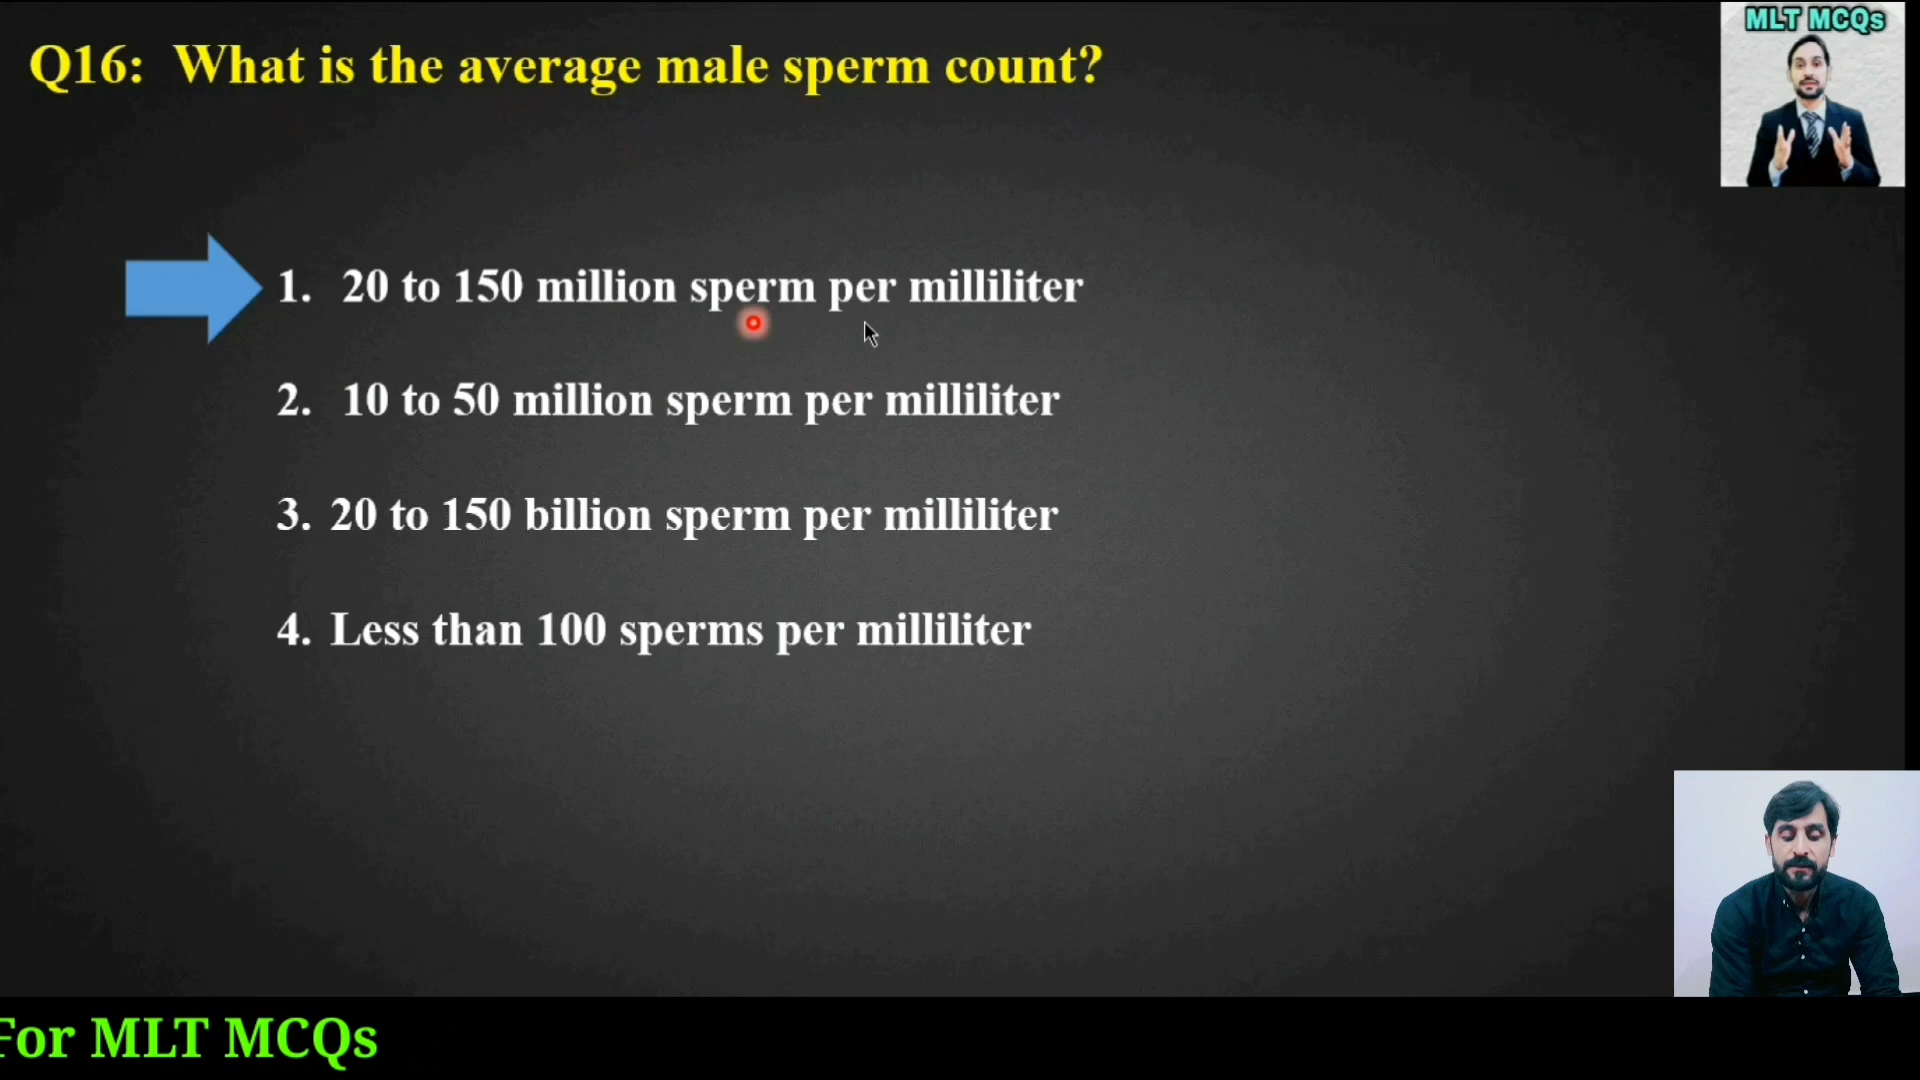 MLT MCQs
Q16: What is the average male sperm count?
1. 20 to 150 million sperm per milliliter
2. 10 to 50 million sperm per milliliter
3. 20 to 150 billion sperm per milliliter
4. Less than 100 sperms per milliliter
For MLT MCQs